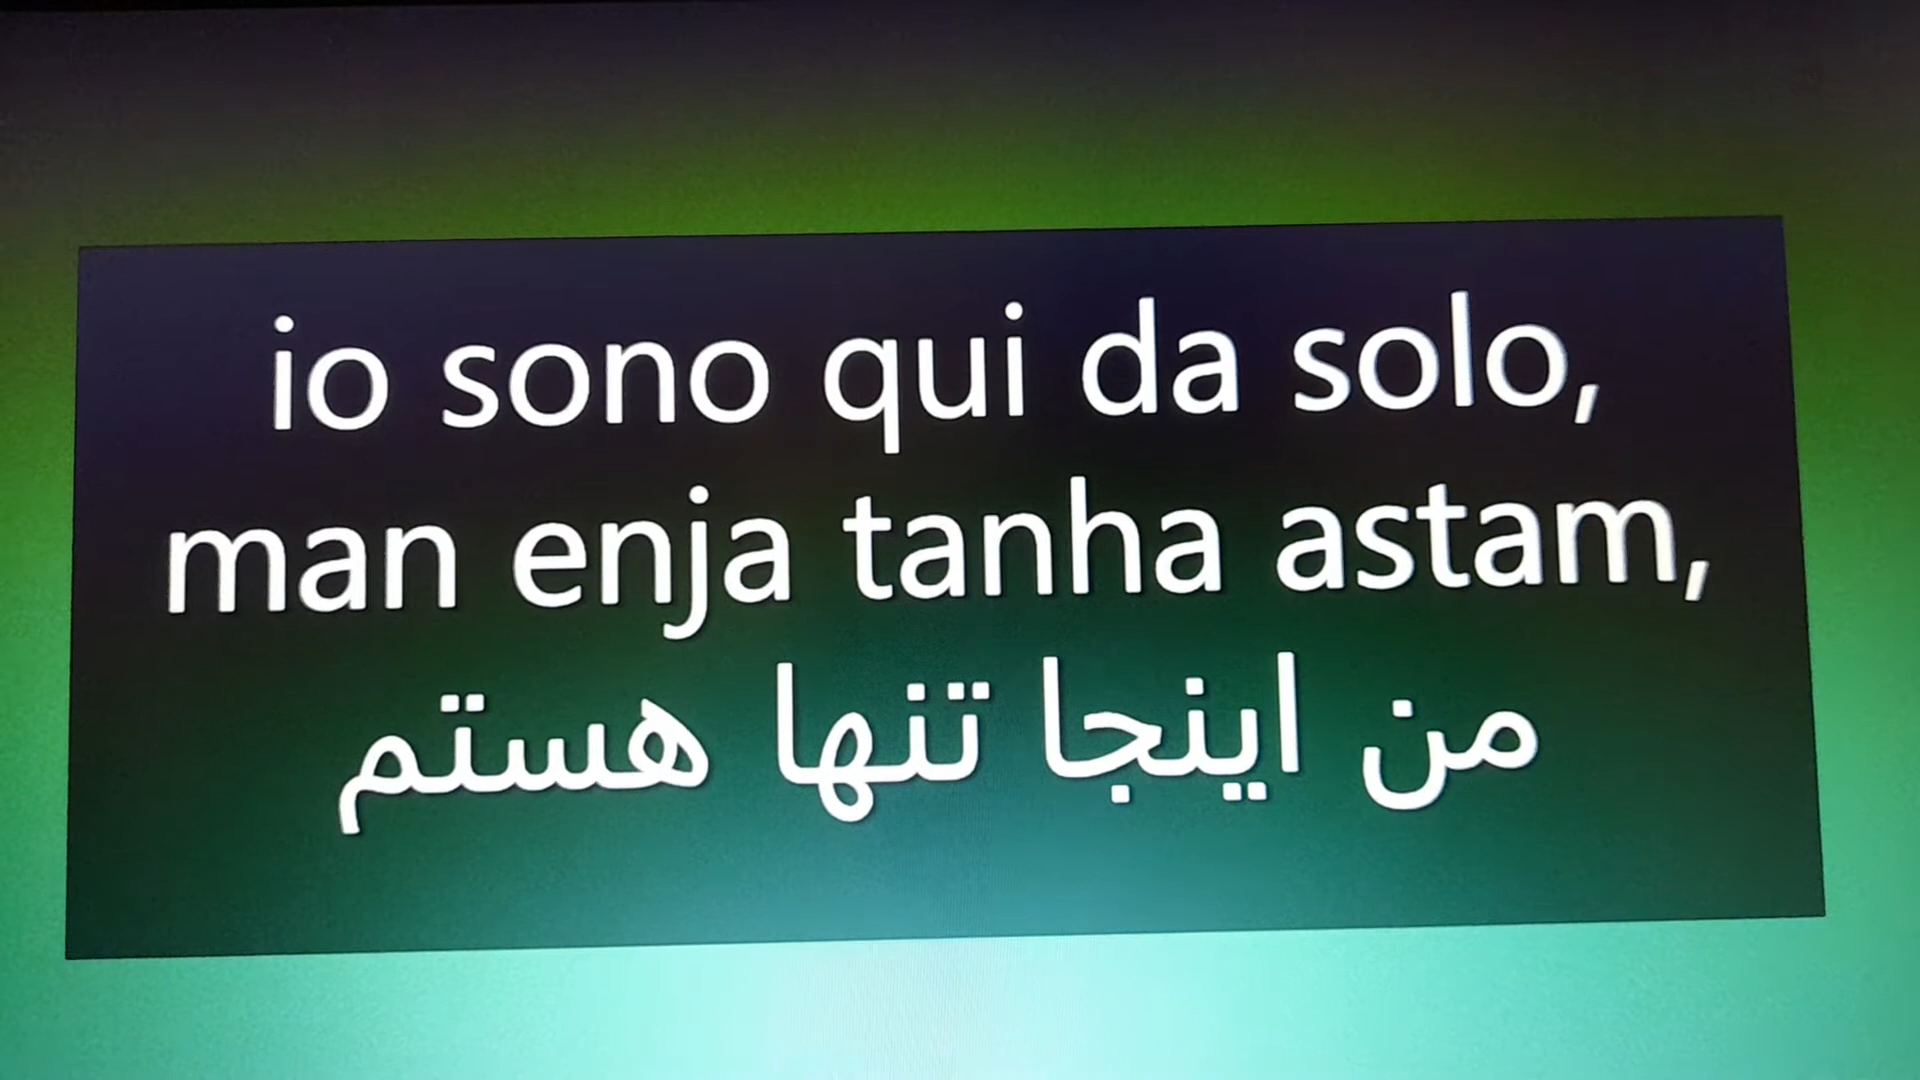 io sono qui da solo,
man enja tanha astam,
من اینجا تنها هستم